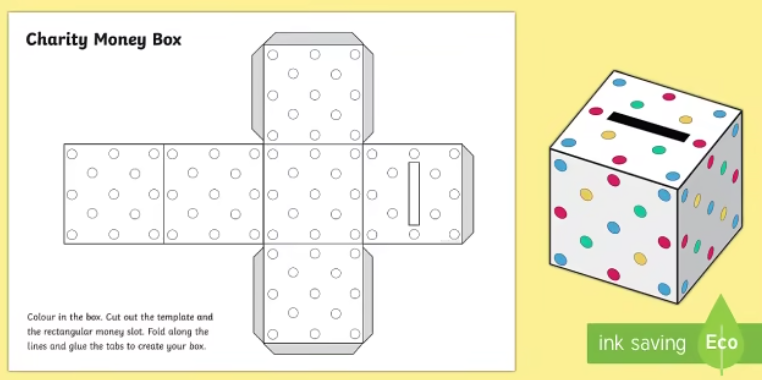 Charity Money Box
Colour in the box. Cut out the template and
the rectangular money slot. Fold along the
lines and glue the tabs to create your box.
ink saving Eco